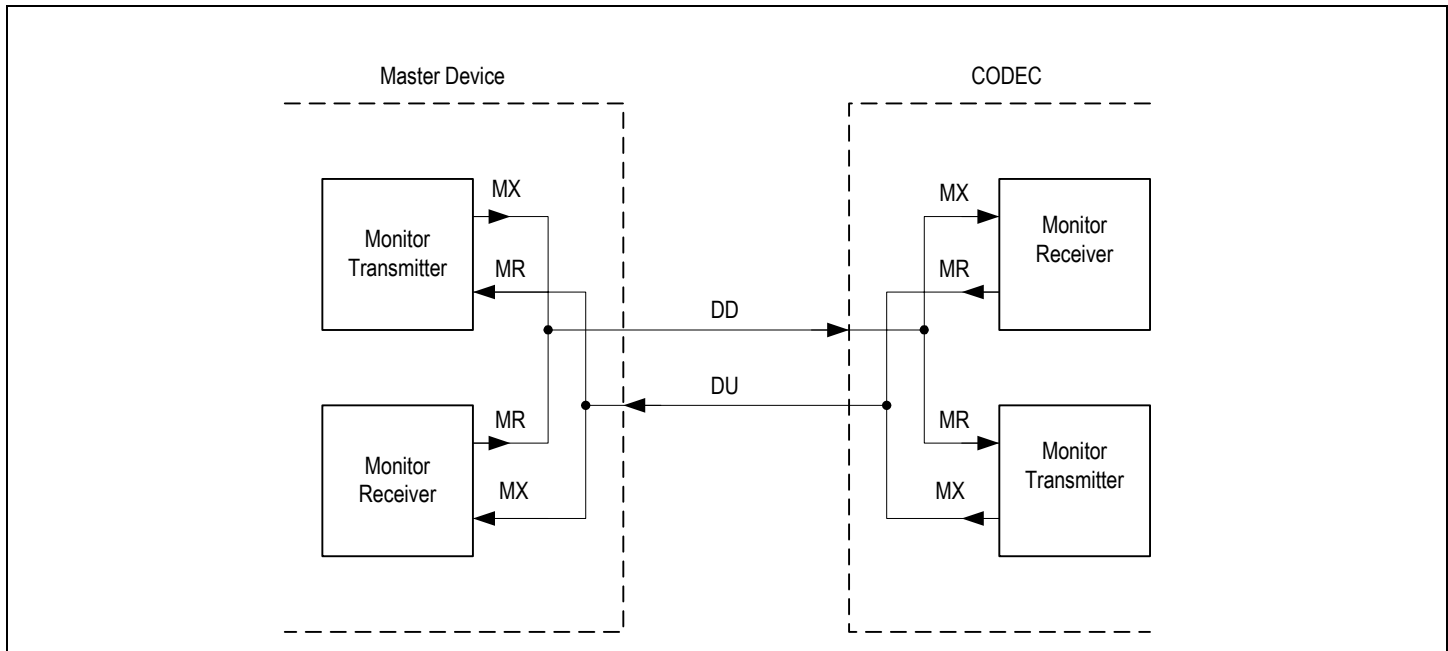 Master Device
CODEC
MX
Monitor
Transmitter
MR
MX
Monitor
Receiver
MR
DD
DU
MR
Monitor
Receiver
MX
MR
Monitor
Transmitter
MX